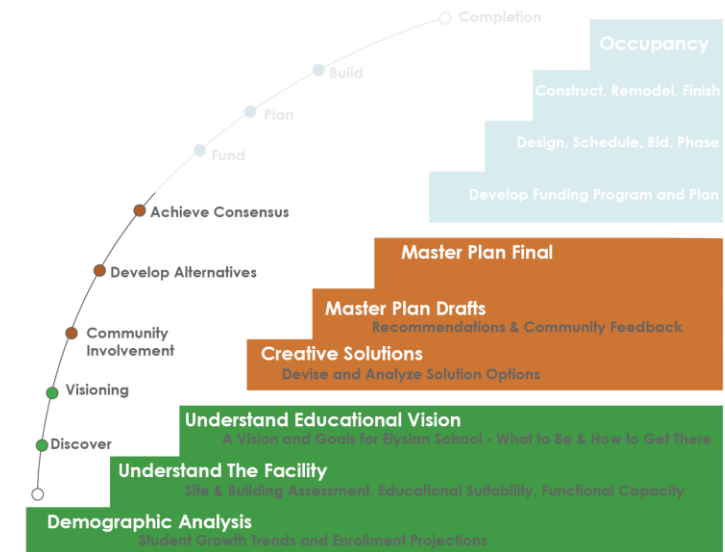 Completion
Occupancy
Build
Construct, Remodel, Finish
Plan
Design, Schedule, Bid, Phase
Fund
Develop Funding Program and Plan
Achieve Consensus
Master Plan Final
Develop Alternatives
Master Plan Drafts
Recommendations & Community Feedback
Community
Involvement
Creative Solutions
Devise and Analyze Solution Options
Visioning
Understand Educational Vision
A Vision and Goals for Elysian School - What to Be & How to Get There
Discover
Understand The Facility
Site & Building Assessment, Educational Suitability, Functional Capacity
Demographic Analysis
Student Growth Trends and Enrollment Projections